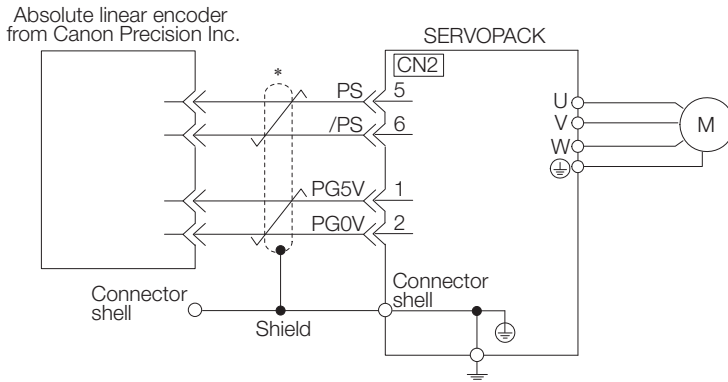 Absolute linear encoder
from Canon Precision Inc.
SERVOPACK
CN2
*
PS 5
/PS 6
PG5V 1
PG0V 2
U
V
W
M
Connector
shell
Connector
shell
Shield